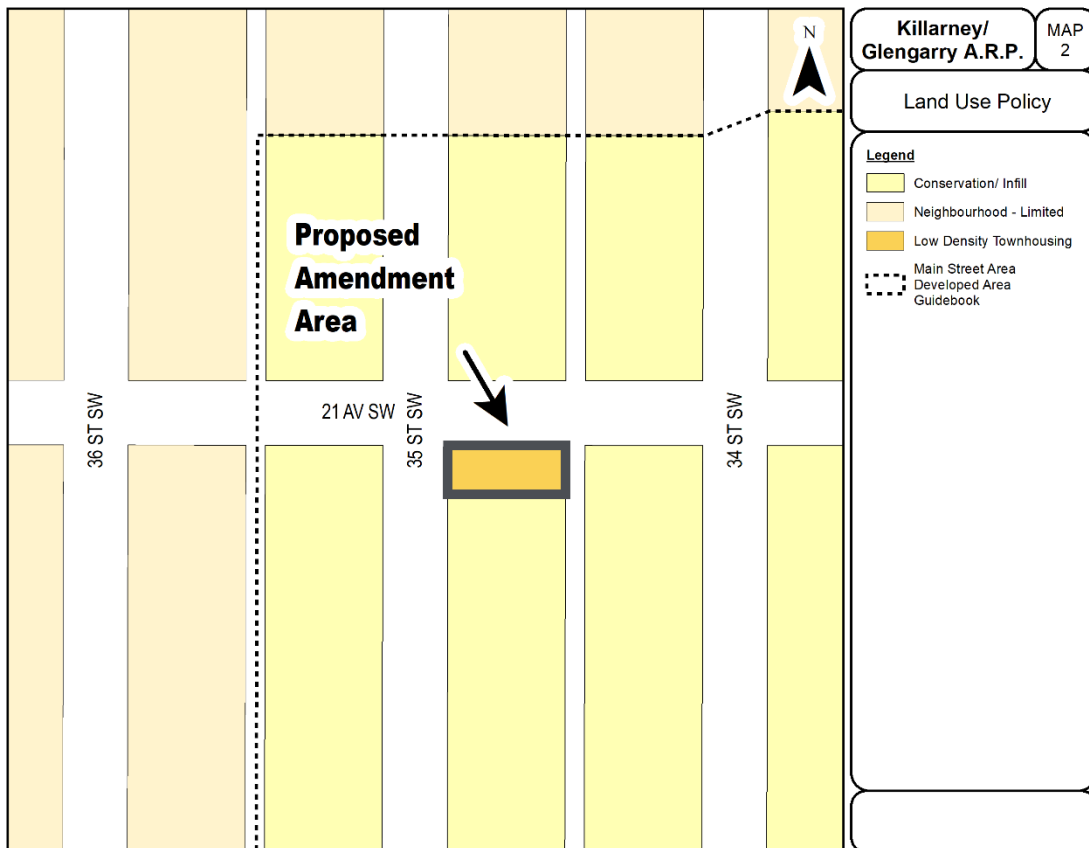 Killarney/
Glengarry A.R.P.
MAP
2
Land Use Policy
N
Legend
Conservation/ Infill
Neighbourhood - Limited
Low Density Townhousing
Main Street Area
Developed Area
Guidebook
Proposed
Amendment
Area
36 ST SW
21 AV SW
35 ST SW
34 ST SW